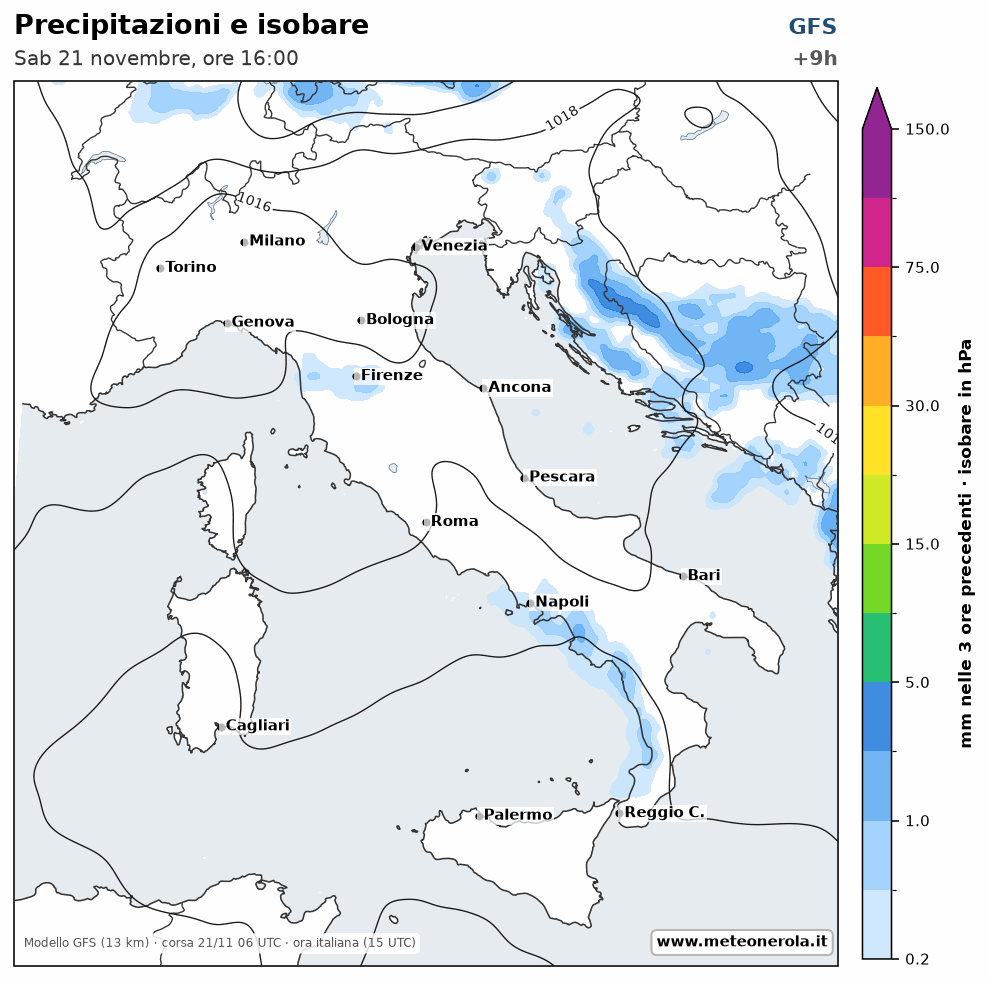 Precipitazioni e isobare
GFS
Sab 21 novembre, ore 16:00
+9h
1018
1016
Milano
Venezia
Torino
Genova
Bologna
Firenze
Ancona
Pescara
Roma
Bari
Napoli
Cagliari
Palermo
Reggio C.
150.0
75.0
30.0
15.0
5.0
1.0
0.2
mm nelle 3 ore precedenti · isobare in hPa
Modello GFS (13 km) · corsa 21/11 06 UTC · ora italiana (15 UTC)
www.meteonerola.it